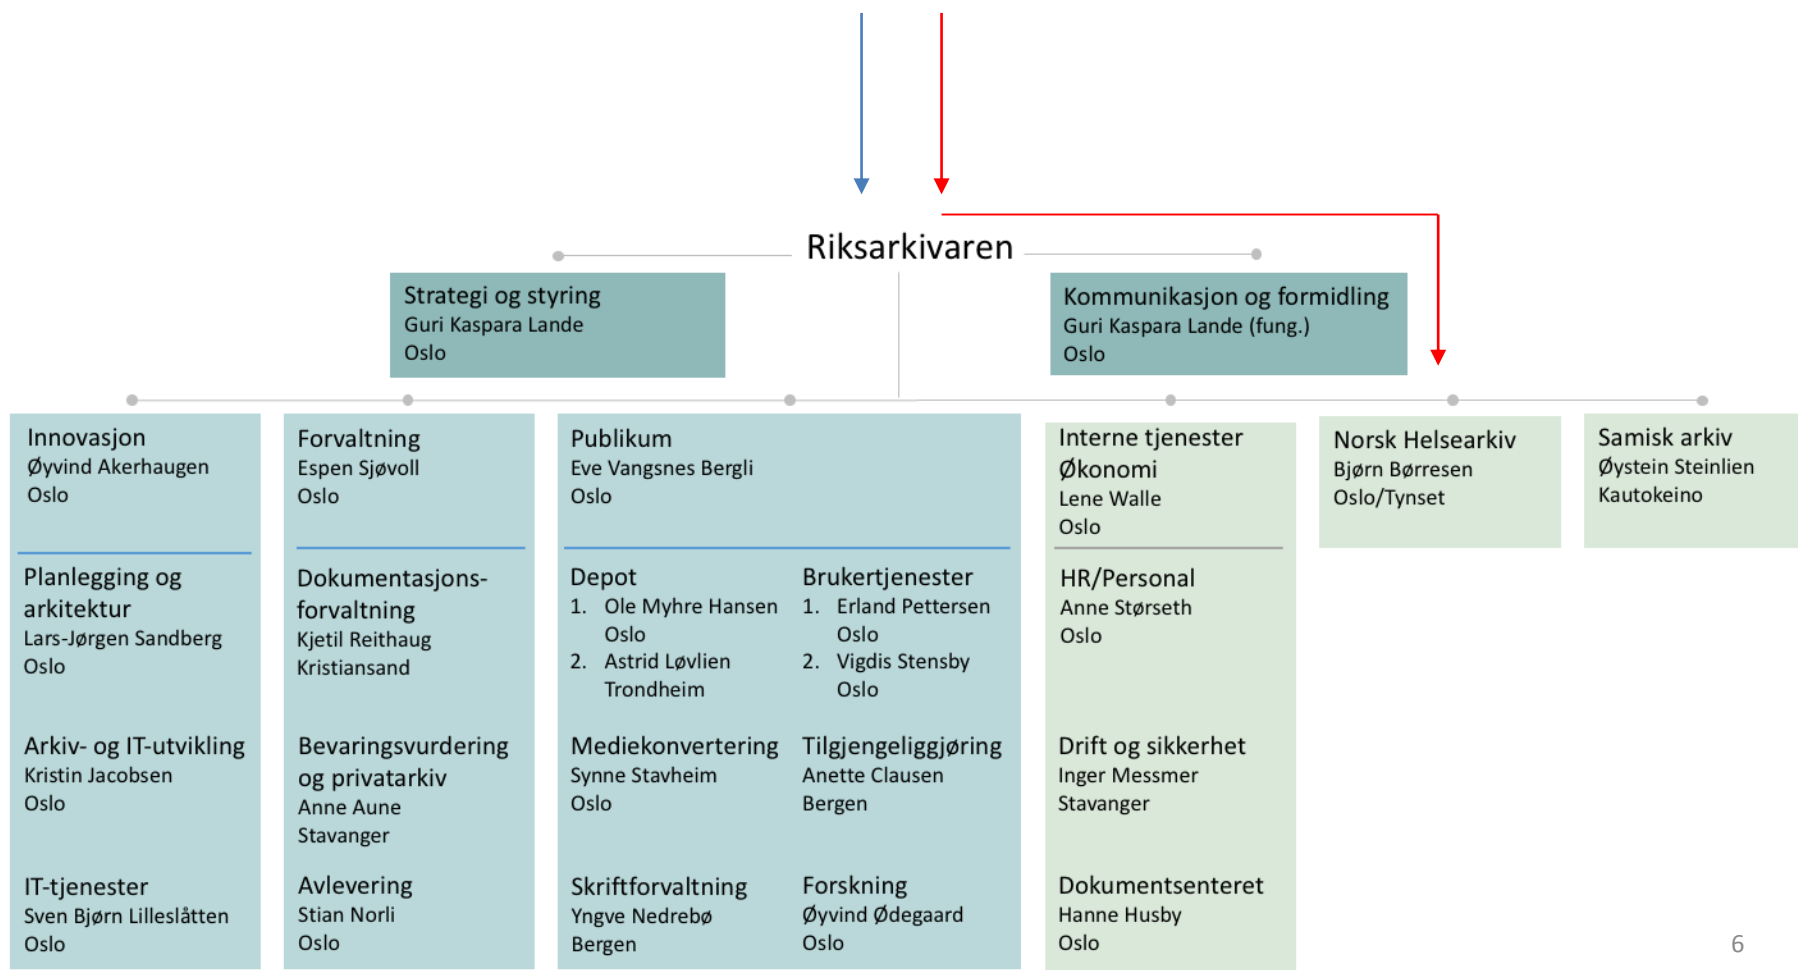 Riksarkivaren
Strategi og styring
Guri Kaspara Lande
Oslo
Kommunikasjon og formidling
Guri Kaspara Lande (fung.)
Oslo
Innovasjon
Øyvind Akerhaugen
Oslo
Planlegging og
arkitektur
Lars-Jørgen Sandberg
Oslo
Arkiv- og IT-utvikling
Kristin Jacobsen
Oslo
IT-tjenester
Sven Bjørn Lilleslåtten
Oslo
Forvaltning
Espen Sjøvoll
Oslo
Dokumentasjons-
forvaltning
Kjetil Reithaug
Kristiansand
Bevaringsvurdering
og privatarkiv
Anne Aune
Stavanger
Avlevering
Stian Norli
Oslo
Publikum
Eve Vangsnes Bergli
Oslo
Depot
1. Ole Myhre Hansen
Oslo
2. Astrid Løvlien
Trondheim
Mediekonvertering
Synne Stavheim
Oslo
Skriftforvaltning
Yngve Nedrebø
Bergen
Brukertjenester
1. Erland Pettersen
Oslo
2. Vigdis Stensby
Oslo
Tilgjengeliggjøring
Anette Clausen
Bergen
Forskning
Øyvind Ødegaard
Oslo
Interne tjenester
Økonomi
Lene Walle
Oslo
HR/Personal
Anne Størseth
Oslo
Drift og sikkerhet
Inger Messmer
Stavanger
Dokumentsenteret
Hanne Husby
Oslo
Norsk Helsearkiv
Bjørn Børresen
Oslo/Tynset
Samisk arkiv
Øystein Steinlien
Kautokeino
6